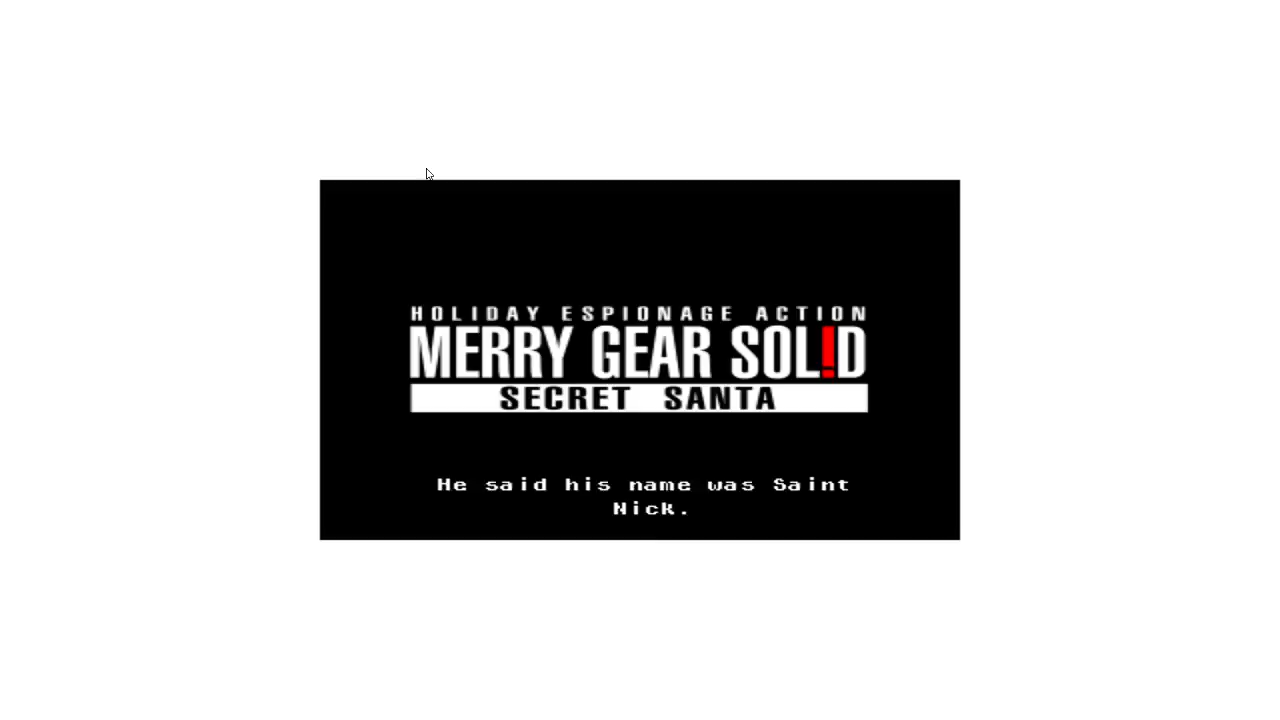 HOLIDAY ESPIONAGE ACTION
MERRY GEAR SOL!D
SECRET SANTA
He said his name was Saint
Nick.